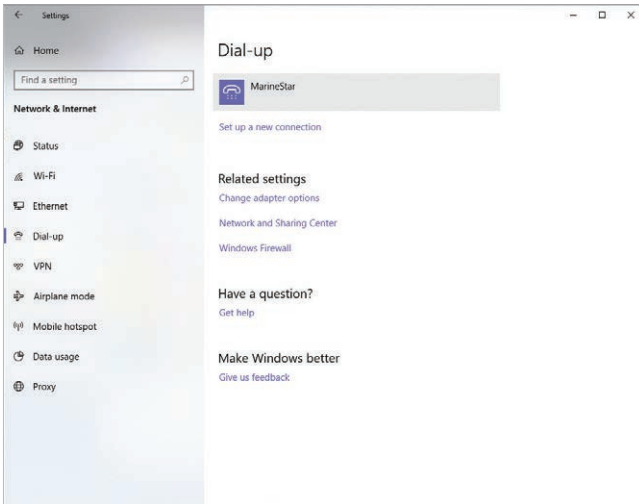 Settings
Home
Find a setting
Network & Internet
Status
Wi-Fi
Ethernet
Dial-up
VPN
Airplane mode
Mobile hotspot
Data usage
Proxy
Dial-up
MarineStar
Set up a new connection
Related settings
Change adapter options
Network and Sharing Center
Windows Firewall
Have a question?
Get help
Make Windows better
Give us feedback